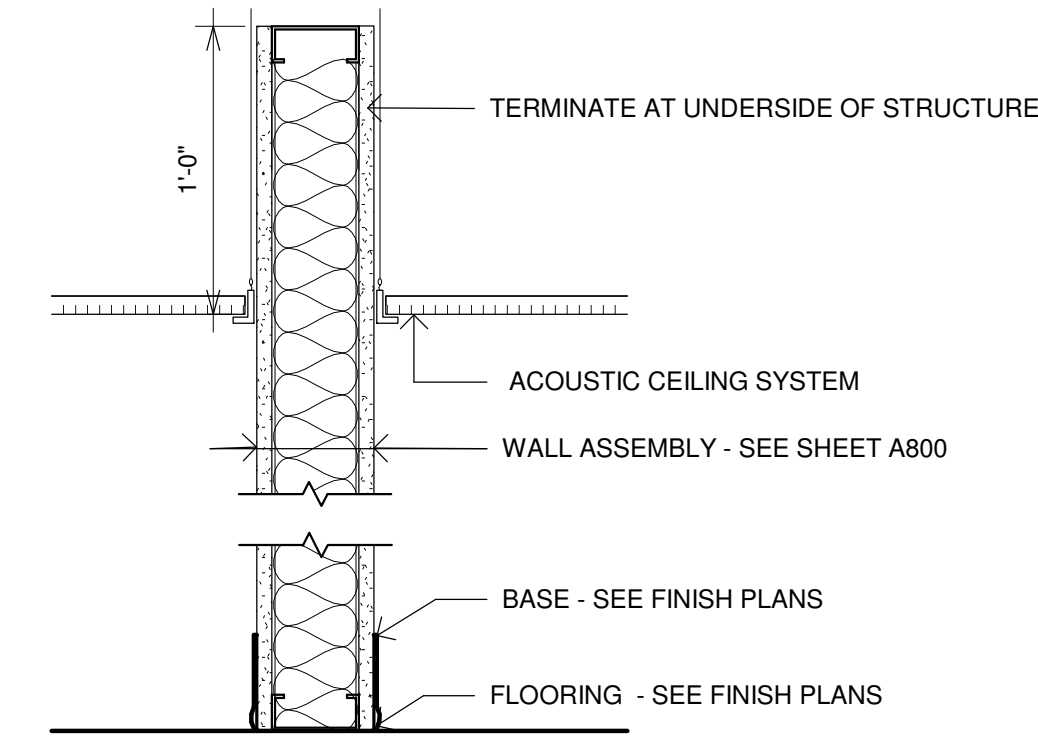 TERMINATE AT UNDERSIDE OF STRUCTURE
1'-0"
ACOUSTIC CEILING SYSTEM
WALL ASSEMBLY - SEE SHEET A800
BASE - SEE FINISH PLANS
FLOORING - SEE FINISH PLANS